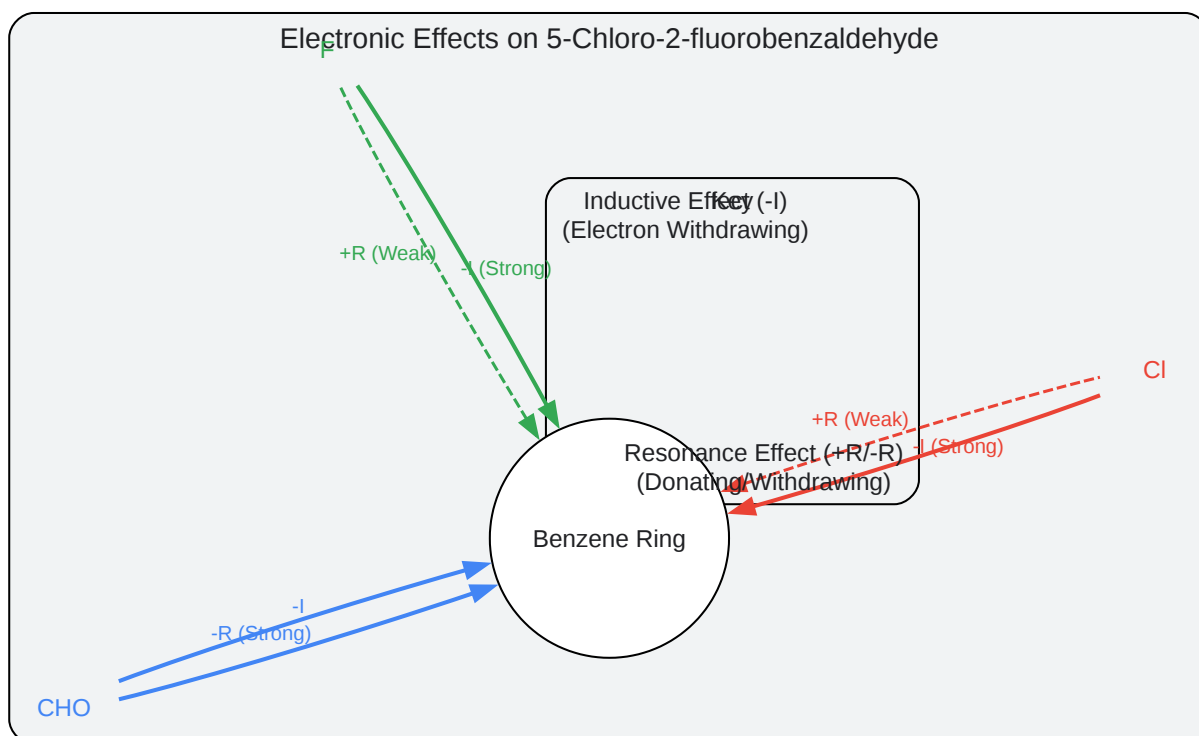 Electronic Effects on 5-Chloro-2-fluorobenzaldehyde
F
Key
Inductive Effect (-I)
(Electron Withdrawing)
+R (Weak)
-I (Strong)
Cl
+R (Weak)
-I (Strong)
Resonance Effect (+R/-R)
(Donating/Withdrawing)
Benzene Ring
-I
-R (Strong)
CHO